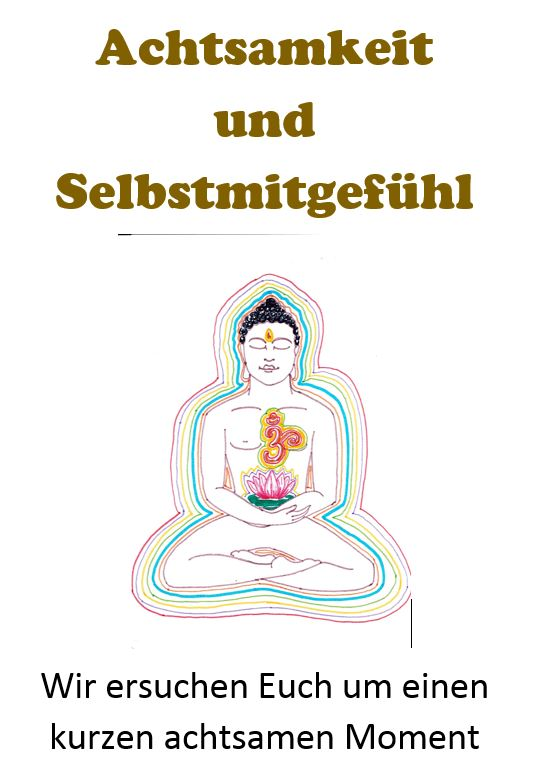 Achtsamkeit
und
Selbstmitgefühl
ॐ
Wir ersuchen Euch um einen
kurzen achtsamen Moment